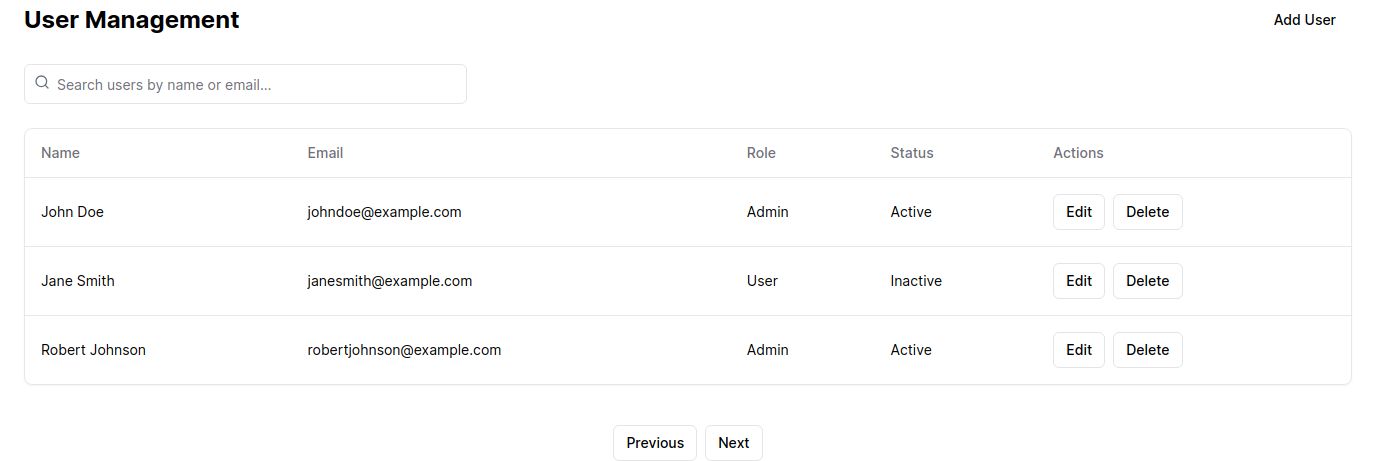 User Management Add User
Search users by name or email...
Name Email Role Status Actions
John Doe johndoe@example.com Admin Active Edit Delete
Jane Smith janesmith@example.com User Inactive Edit Delete
Robert Johnson robertjohnson@example.com Admin Active Edit Delete
Previous Next